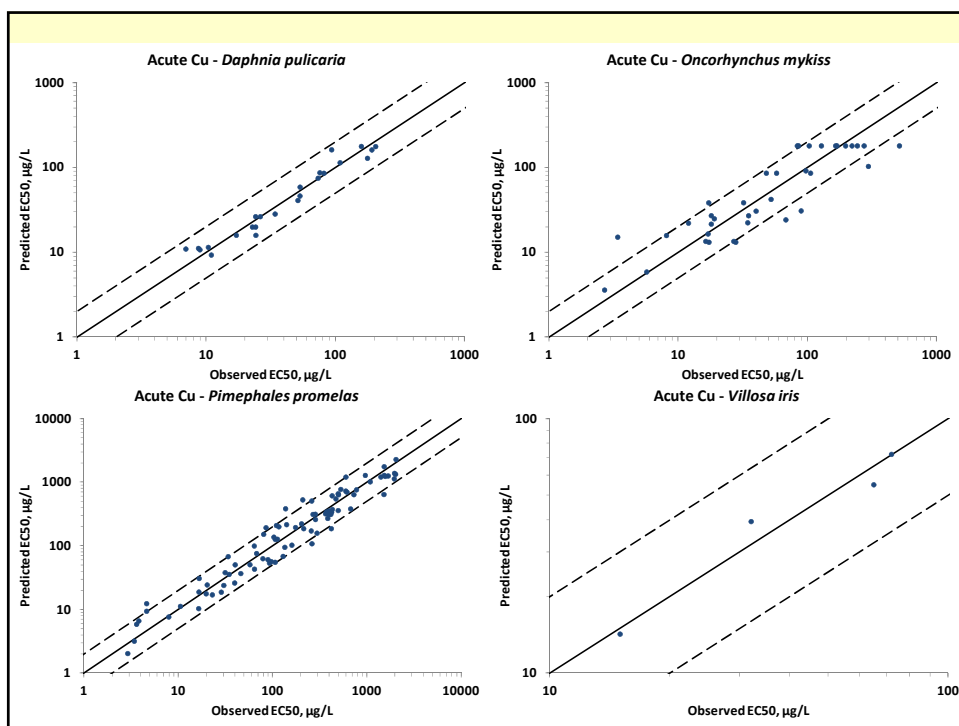 Acute Cu - Daphnia pulicaria
1000
100
10
1
Predicted EC50, µg/L
1 10 100 1000
Observed EC50, µg/L
Acute Cu - Oncorhynchus mykiss
1000
100
10
1
Predicted EC50, µg/L
1 10 100 1000
Observed EC50, µg/L
Acute Cu - Pimephales promelas
10000
1000
100
10
1
Predicted EC50, µg/L
1 10 100 1000 10000
Observed EC50, µg/L
Acute Cu - Villosa iris
100
10
Predicted EC50, µg/L
10 100
Observed EC50, µg/L